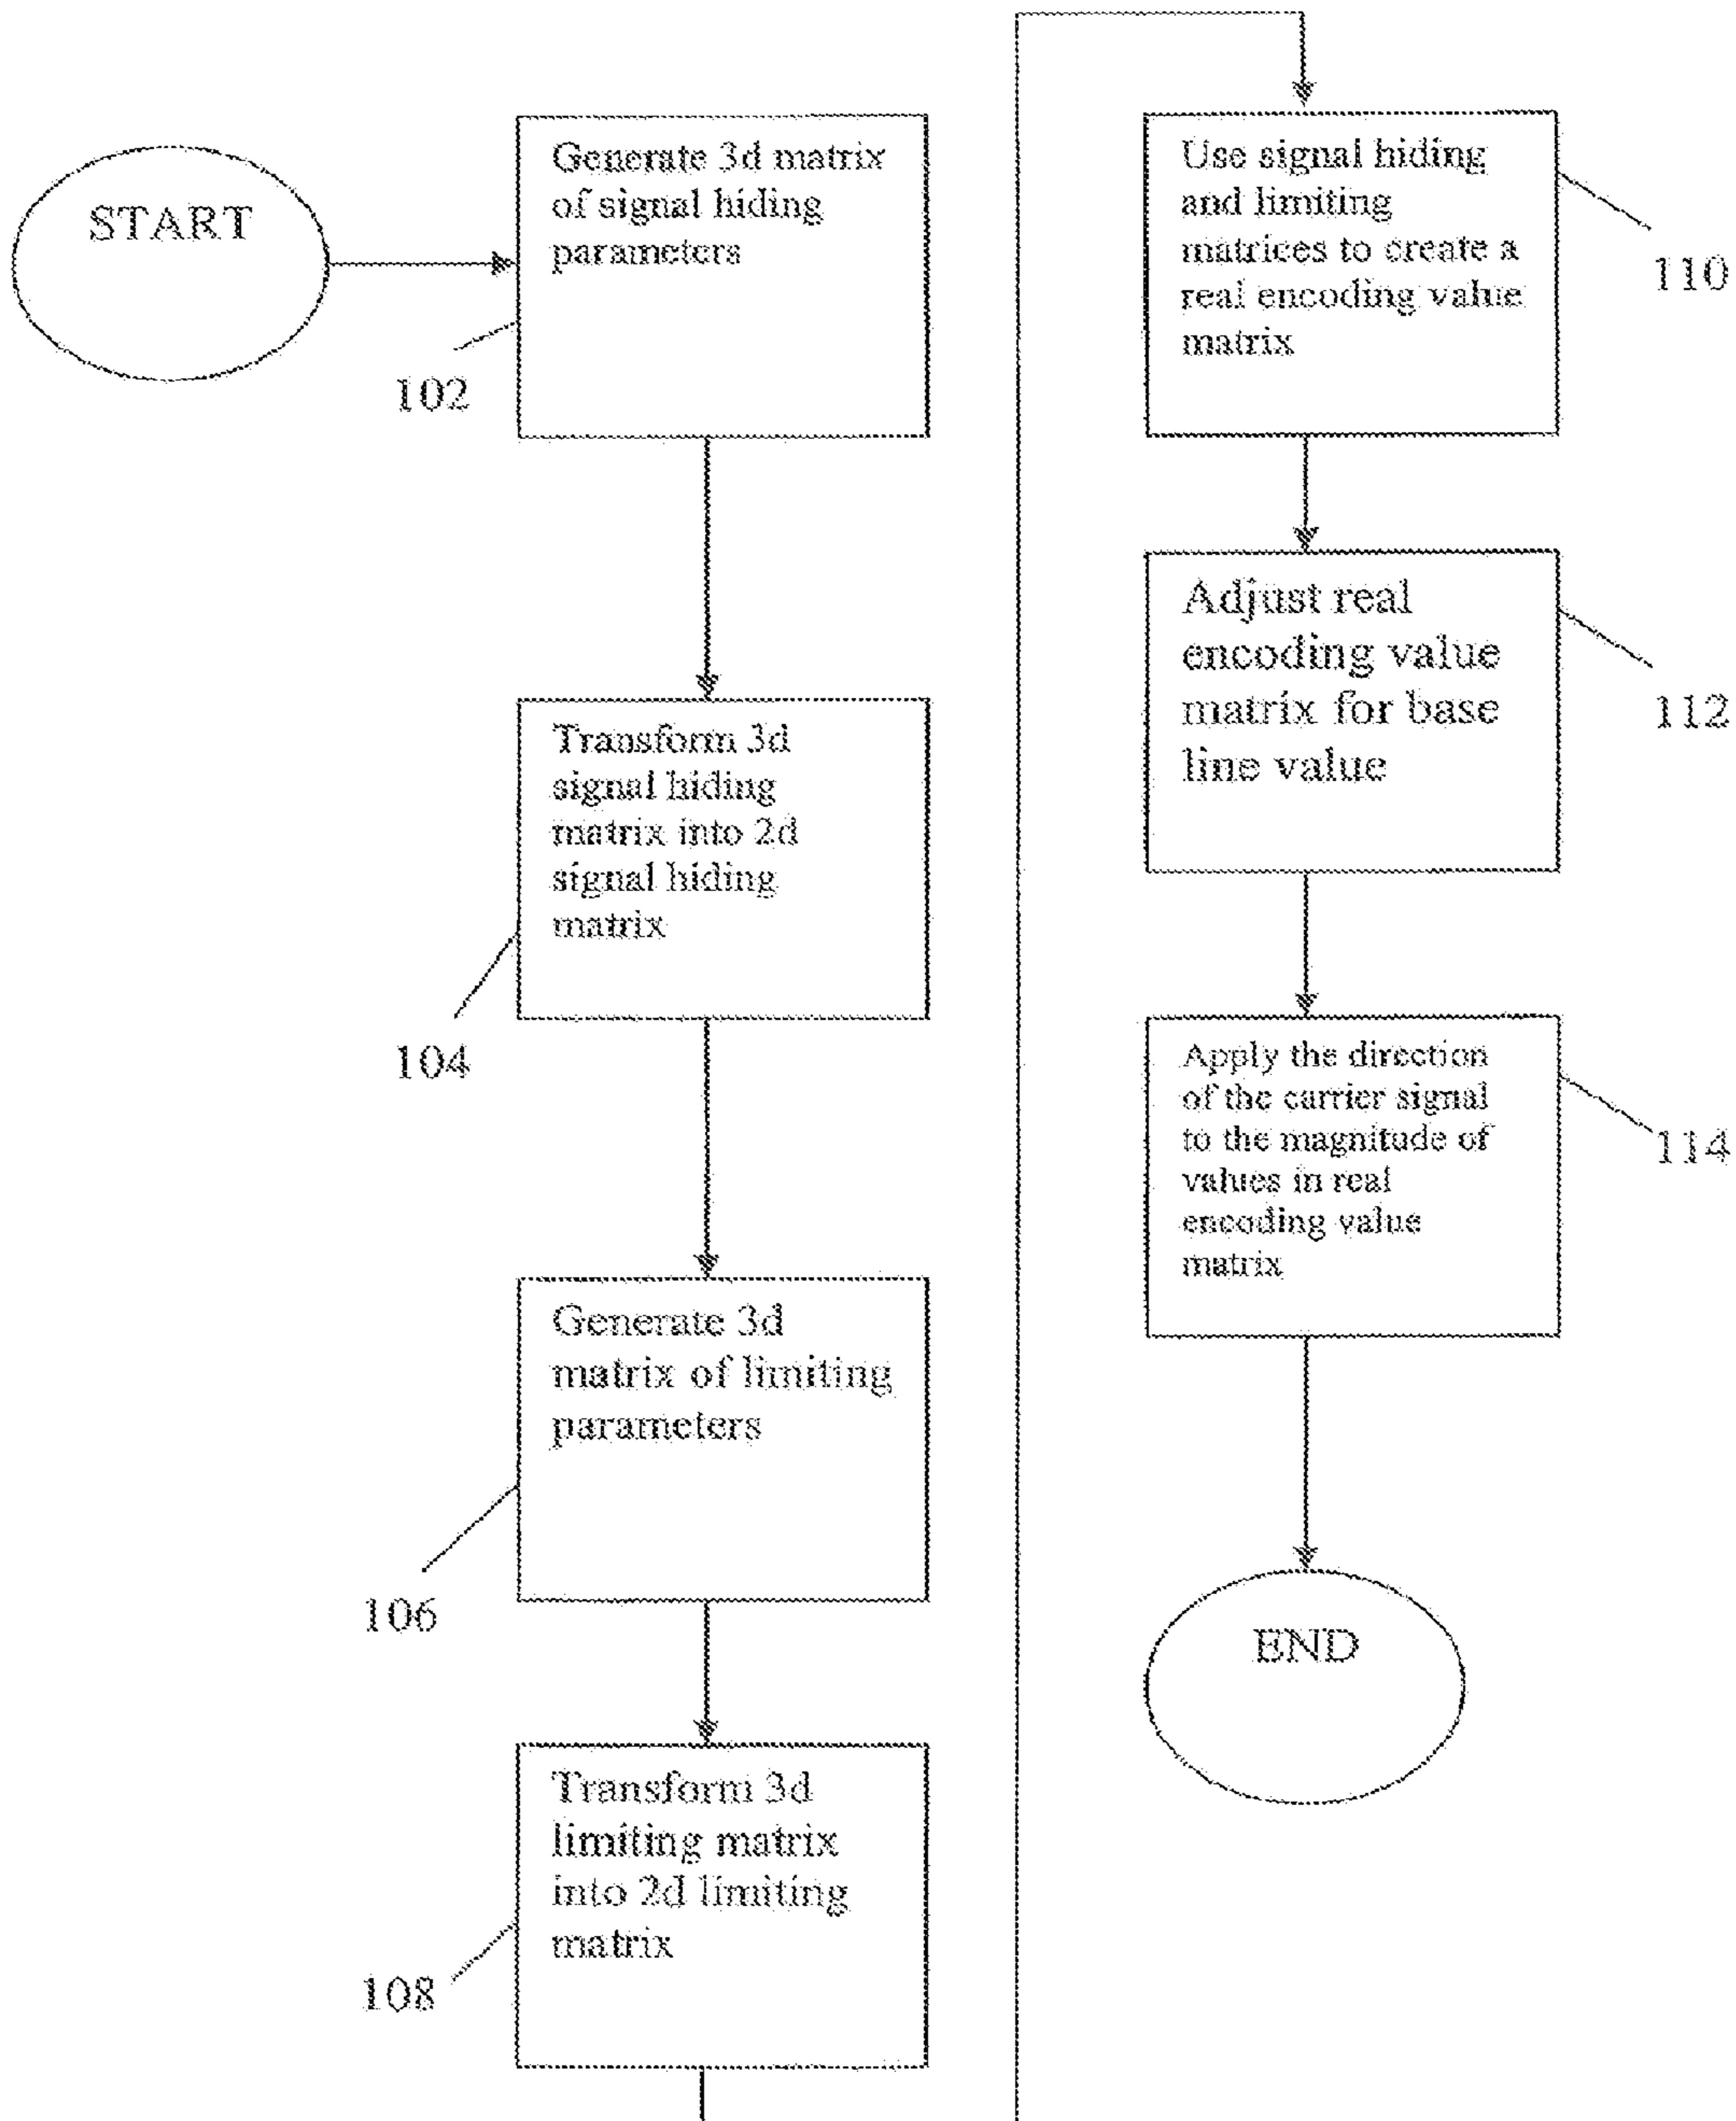 START
Generate 3d matrix
of signal hiding
parameters
102
Transform 3d
signal hiding
matrix into 2d
signal hiding
matrix
104
Generate 3d
matrix of limiting
parameters
106
Transform 3d
limiting matrix
into 2d limiting
matrix
108
Use signal hiding
and limiting
matrices to create a
real encoding value
matrix
110
Adjust real
encoding value
matrix for base
line value
112
Apply the direction
of the carrier signal
to the magnitude of
values in real
encoding value
matrix
114
END